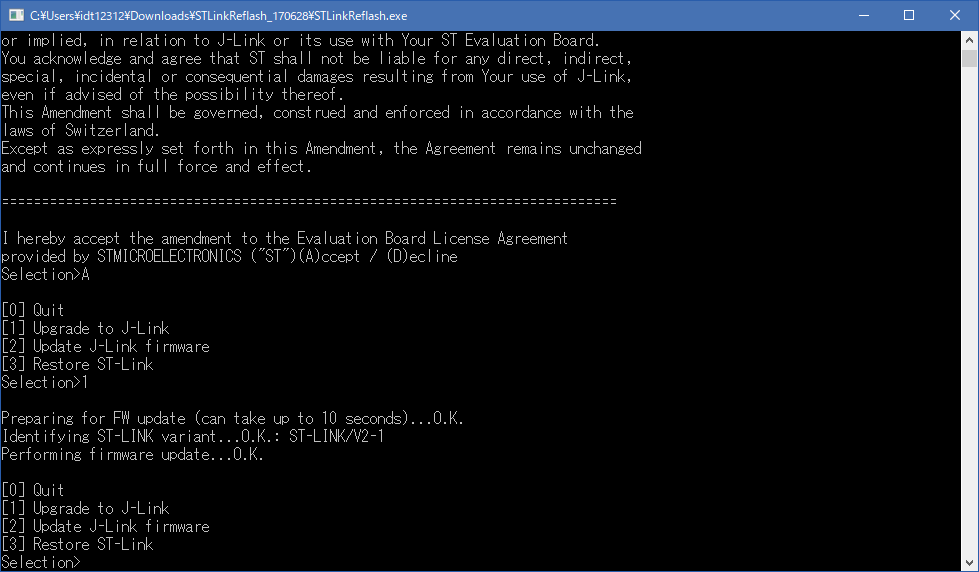 C:¥Users¥idt12312¥Downloads¥STLinkReflash_170628¥STLinkReflash.exe
or implied, in relation to J-Link or its use with Your ST Evaluation Board.
You acknowledge and agree that ST shall not be liable for any direct, indirect,
special, incidental or consequential damages resulting from Your use of J-Link,
even if advised of the possibility thereof.
This Amendment shall be governed, construed and enforced in accordance with the
laws of Switzerland.
Except as expressly set forth in this Amendment, the Agreement remains unchanged
and continues in full force and effect.
=============================================================================
I hereby accept the amendment to the Evaluation Board License Agreement
provided by STMICROELECTRONICS ("ST")(A)ccept / (D)ecline
Selection>A
[0] Quit
[1] Upgrade to J-Link
[2] Update J-Link firmware
[3] Restore ST-Link
Selection>1
Preparing for FW update (can take up to 10 seconds)...O.K.
Identifying ST-LINK variant...O.K.: ST-LINK/V2-1
Performing firmware update...O.K.
[0] Quit
[1] Upgrade to J-Link
[2] Update J-Link firmware
[3] Restore ST-Link
Selection>